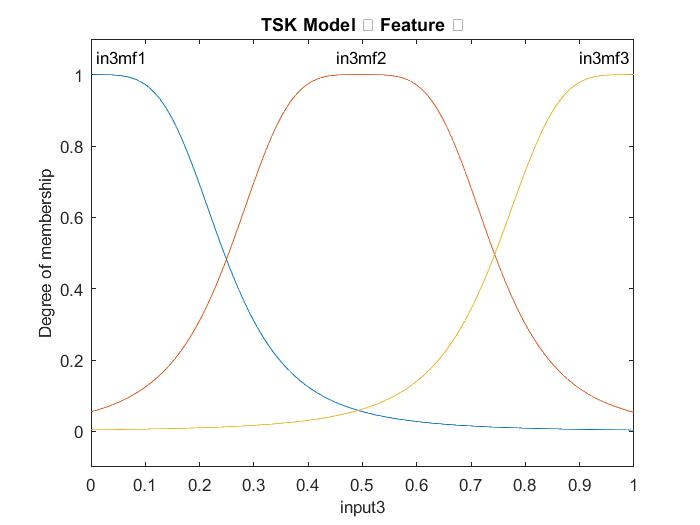 TSK Model Feature
in3mf1 in3mf2 in3mf3
1
0.8
0.6
0.4
0.2
0
Degree of membership
0 0.1 0.2 0.3 0.4 0.5 0.6 0.7 0.8 0.9 1
input3